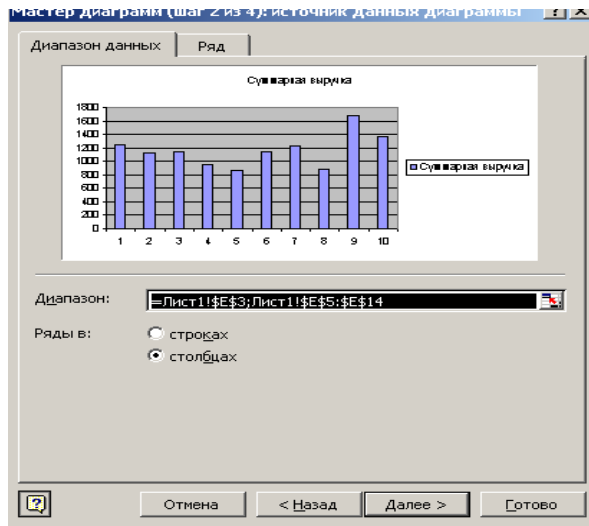 Мастер диаграмм (шаг 2 из 4): источник данных диаграммы
Диапазон данных Ряд
Суммарная выручка
1800
1600
1400
1200
1000
800
600
400
200
0
1 2 3 4 5 6 7 8 9 10
Суммарная выручка
Диапазон: =Лист1!$E$3;Лист1!$E$5:$E$14
Ряды в: строках
столбцах
Отмена < Назад Далее > Готово